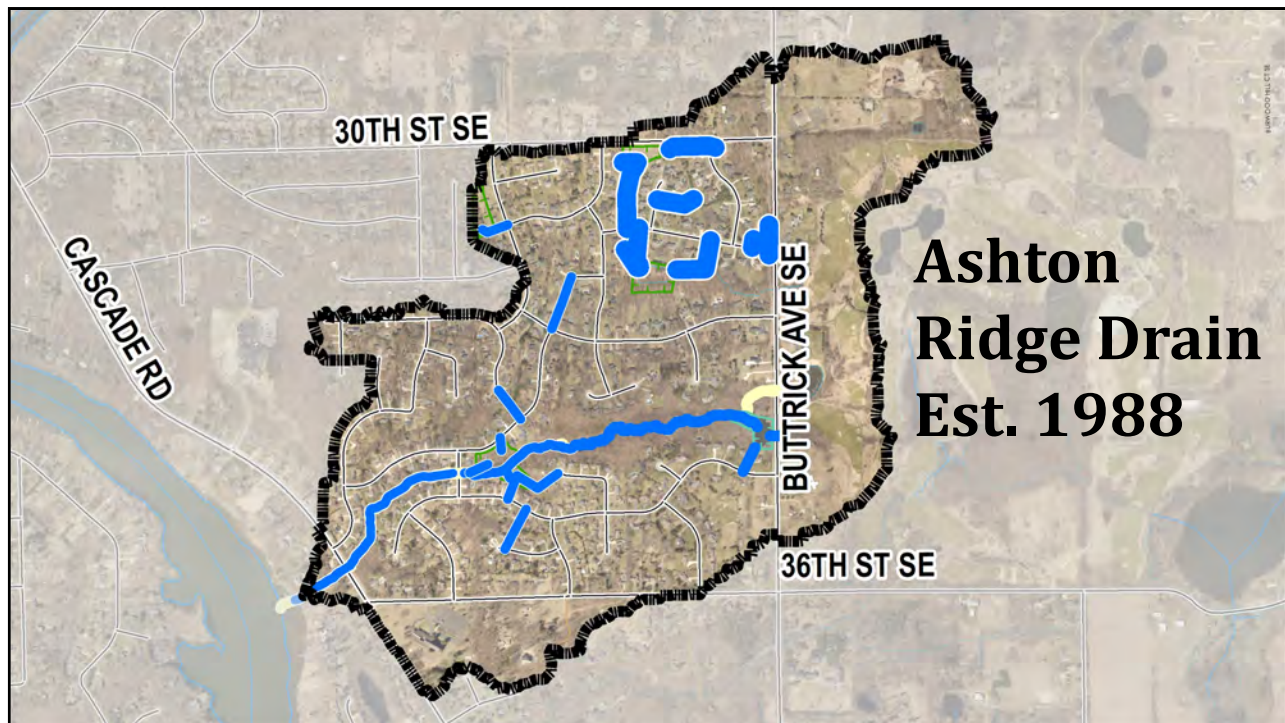 30TH ST SE
CASCADE RD
BUTTRICK AVE SE
Ashton
Ridge Drain
Est. 1988
36TH ST SE